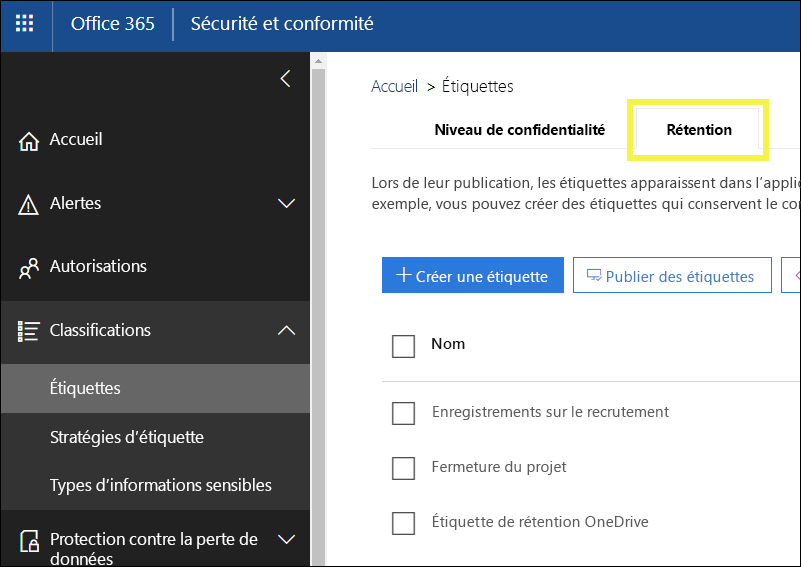 Office 365
Sécurité et conformité
Accueil
Alertes
Autorisations
Classifications
Étiquettes
Stratégies d’étiquette
Types d’informations sensibles
Protection contre la perte de
données
Accueil > Étiquettes
Niveau de confidentialité
Rétention
Lors de leur publication, les étiquettes apparaissent dans l’applic
exemple, vous pouvez créer des étiquettes qui conservent le co
Créer une étiquette
Publier des étiquettes
Nom
Enregistrements sur le recrutement
Fermeture du projet
Étiquette de rétention OneDrive